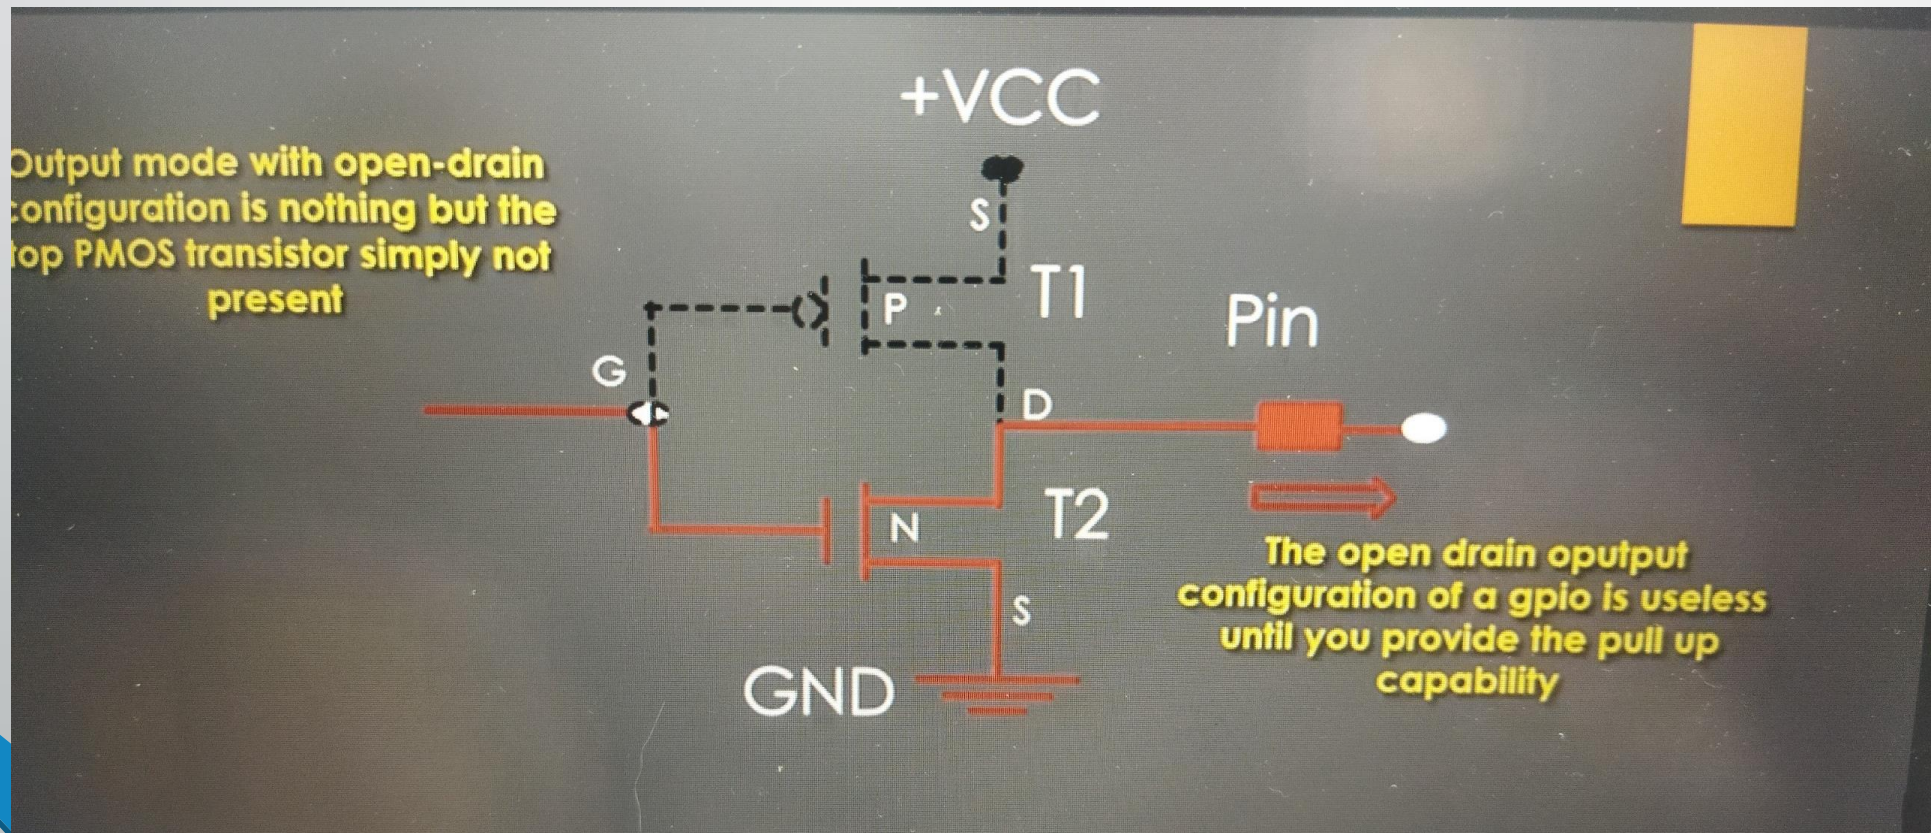 +VCC
Output mode with open-drain
configuration is nothing but the
top PMOS transistor simply not
present
S
T1
P
Pin
G
D
T2
N
The open drain oputput
configuration of a gpio is useless
until you provide the pull up
capability
S
GND